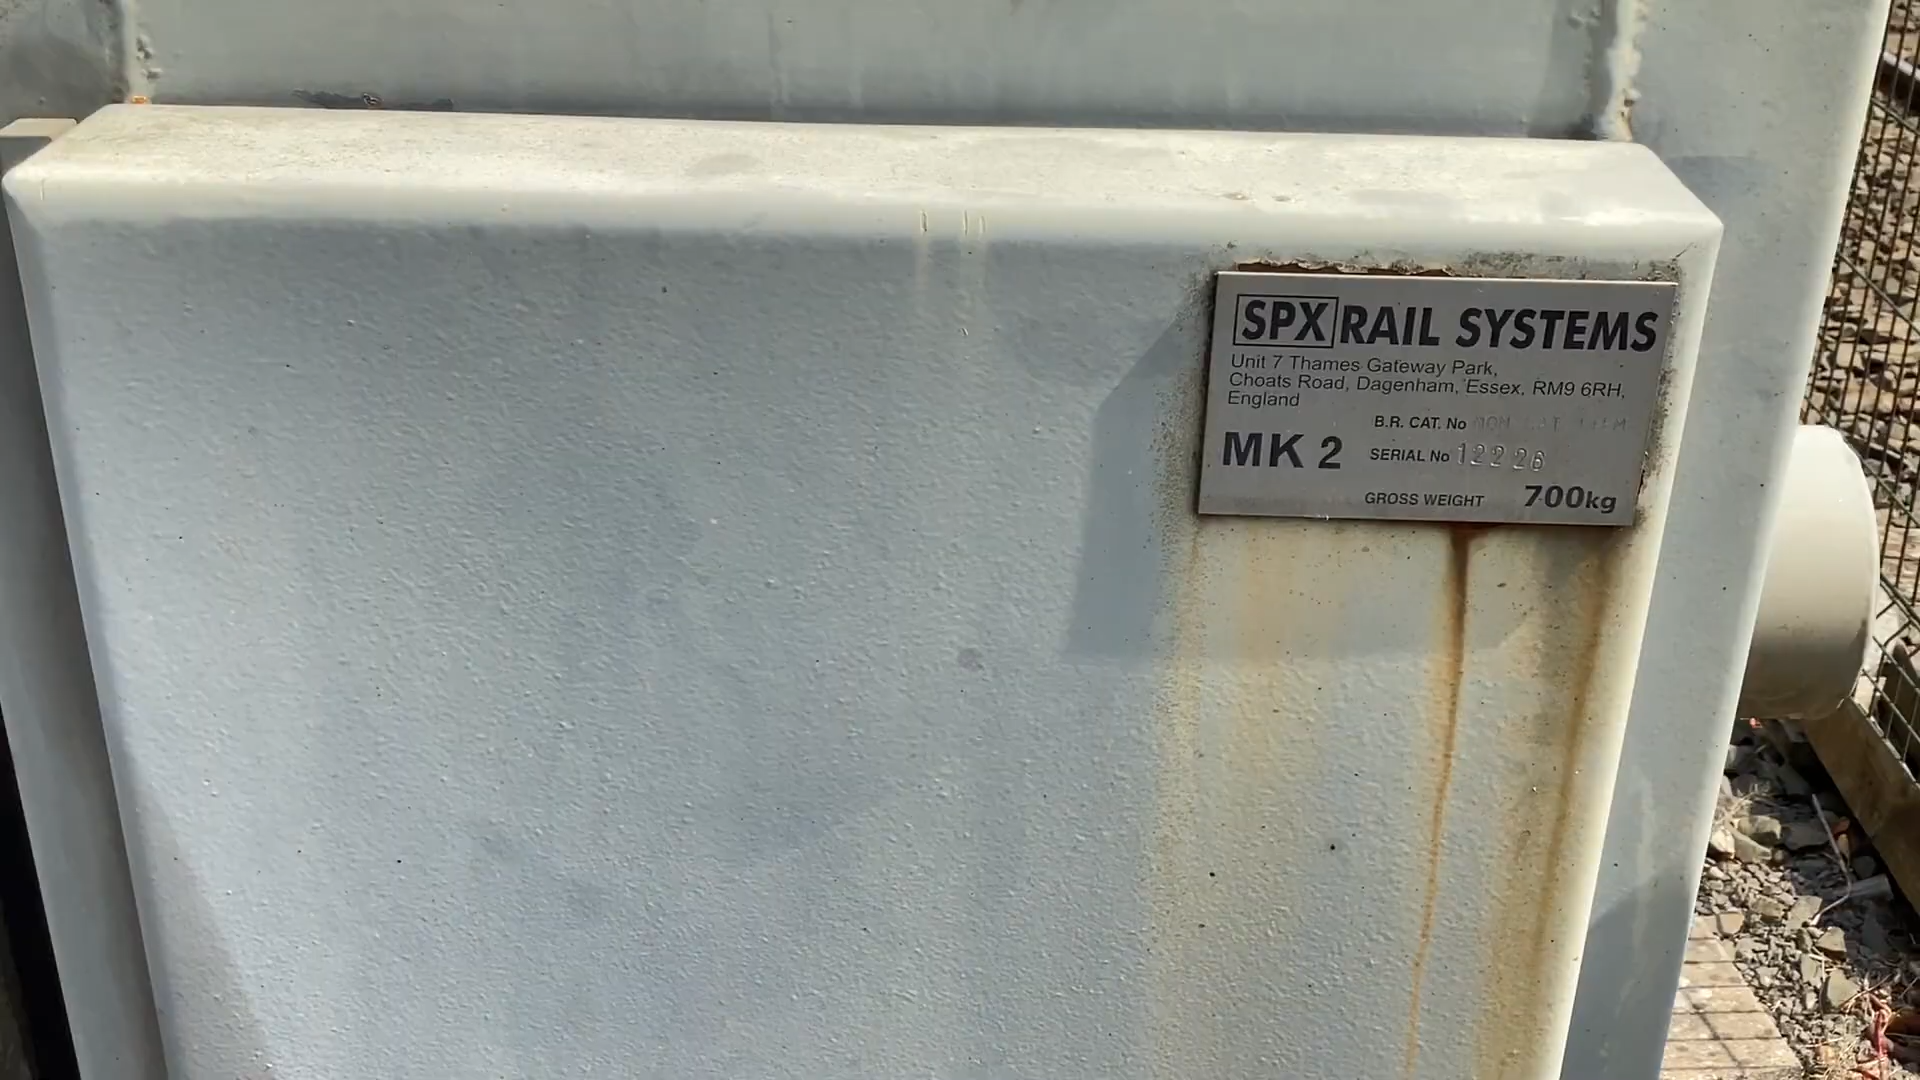 SPX RAIL SYSTEMS
Unit 7 Thames Gateway Park,
Choats Road, Dagenham, Essex, RM9 6RH,
England
B.R. CAT. No
MK 2 SERIAL No 12226
GROSS WEIGHT 700kg